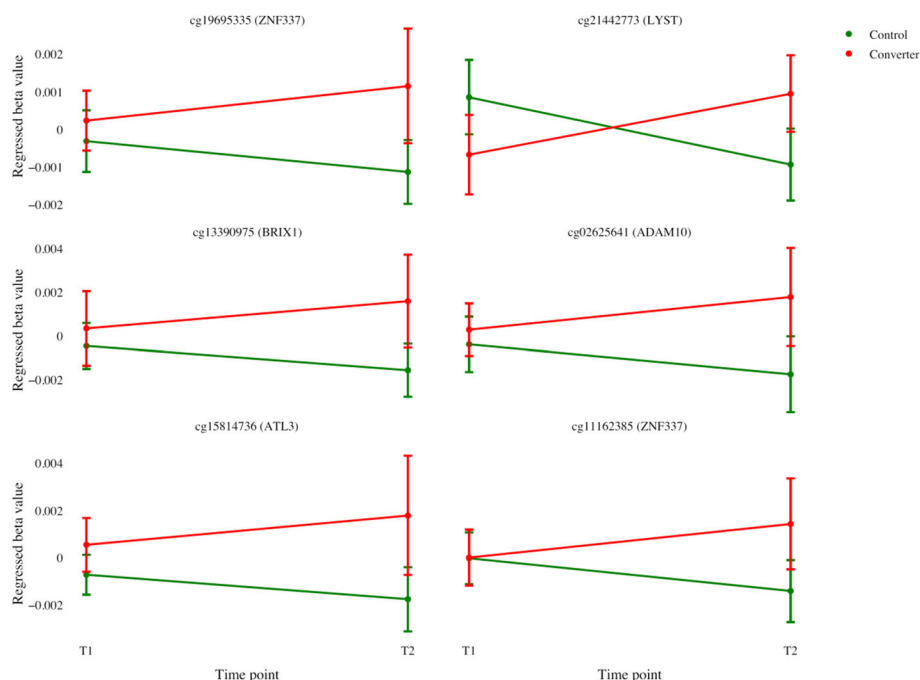 cg19695335 (ZNF337)
cg21442773 (LYST)
Control
Converter
Regressed beta value
0.002
0.001
0
−0.001
−0.002
cg13390975 (BRIX1)
cg02625641 (ADAM10)
Regressed beta value
0.004
0.002
0
−0.002
cg15814736 (ATL3)
cg11162385 (ZNF337)
Regressed beta value
0.004
0.002
0
−0.002
T1
T2
T1
T2
Time point
Time point